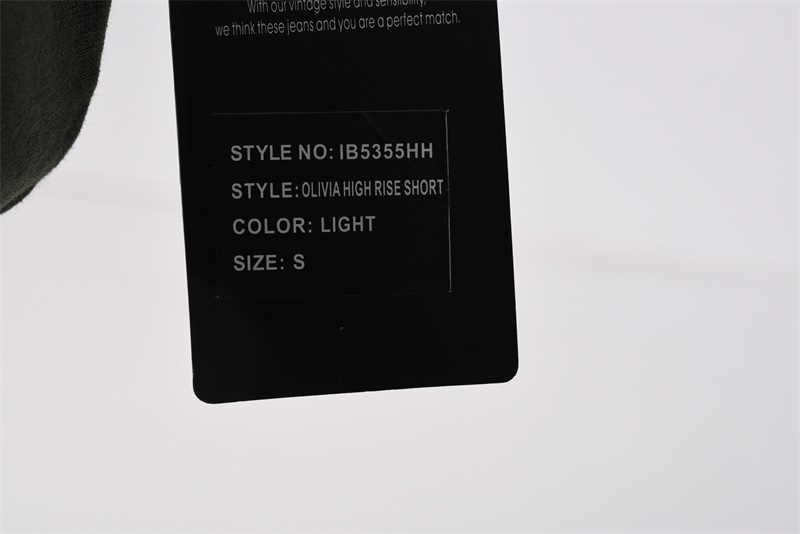 With our vintage style and sensibility,
we think these jeans and you are a perfect match.
STYLE NO: IB5355HH
STYLE: OLIVIA HIGH RISE SHORT
COLOR: LIGHT
SIZE: S